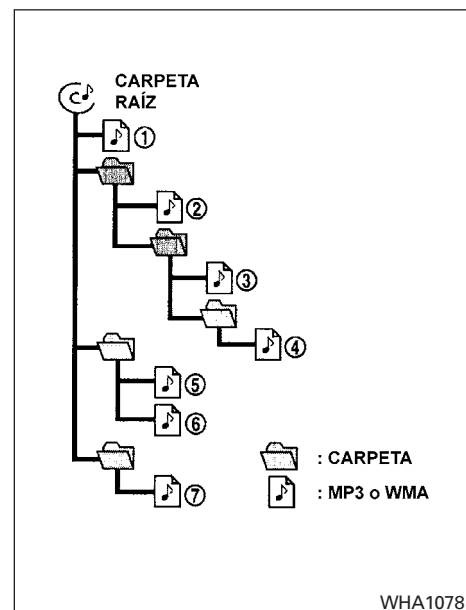 CARPETA
RAÍZ
①
②
③
④
⑤
⑥
⑦
: CARPETA
: MP3 o WMA
WHA1078